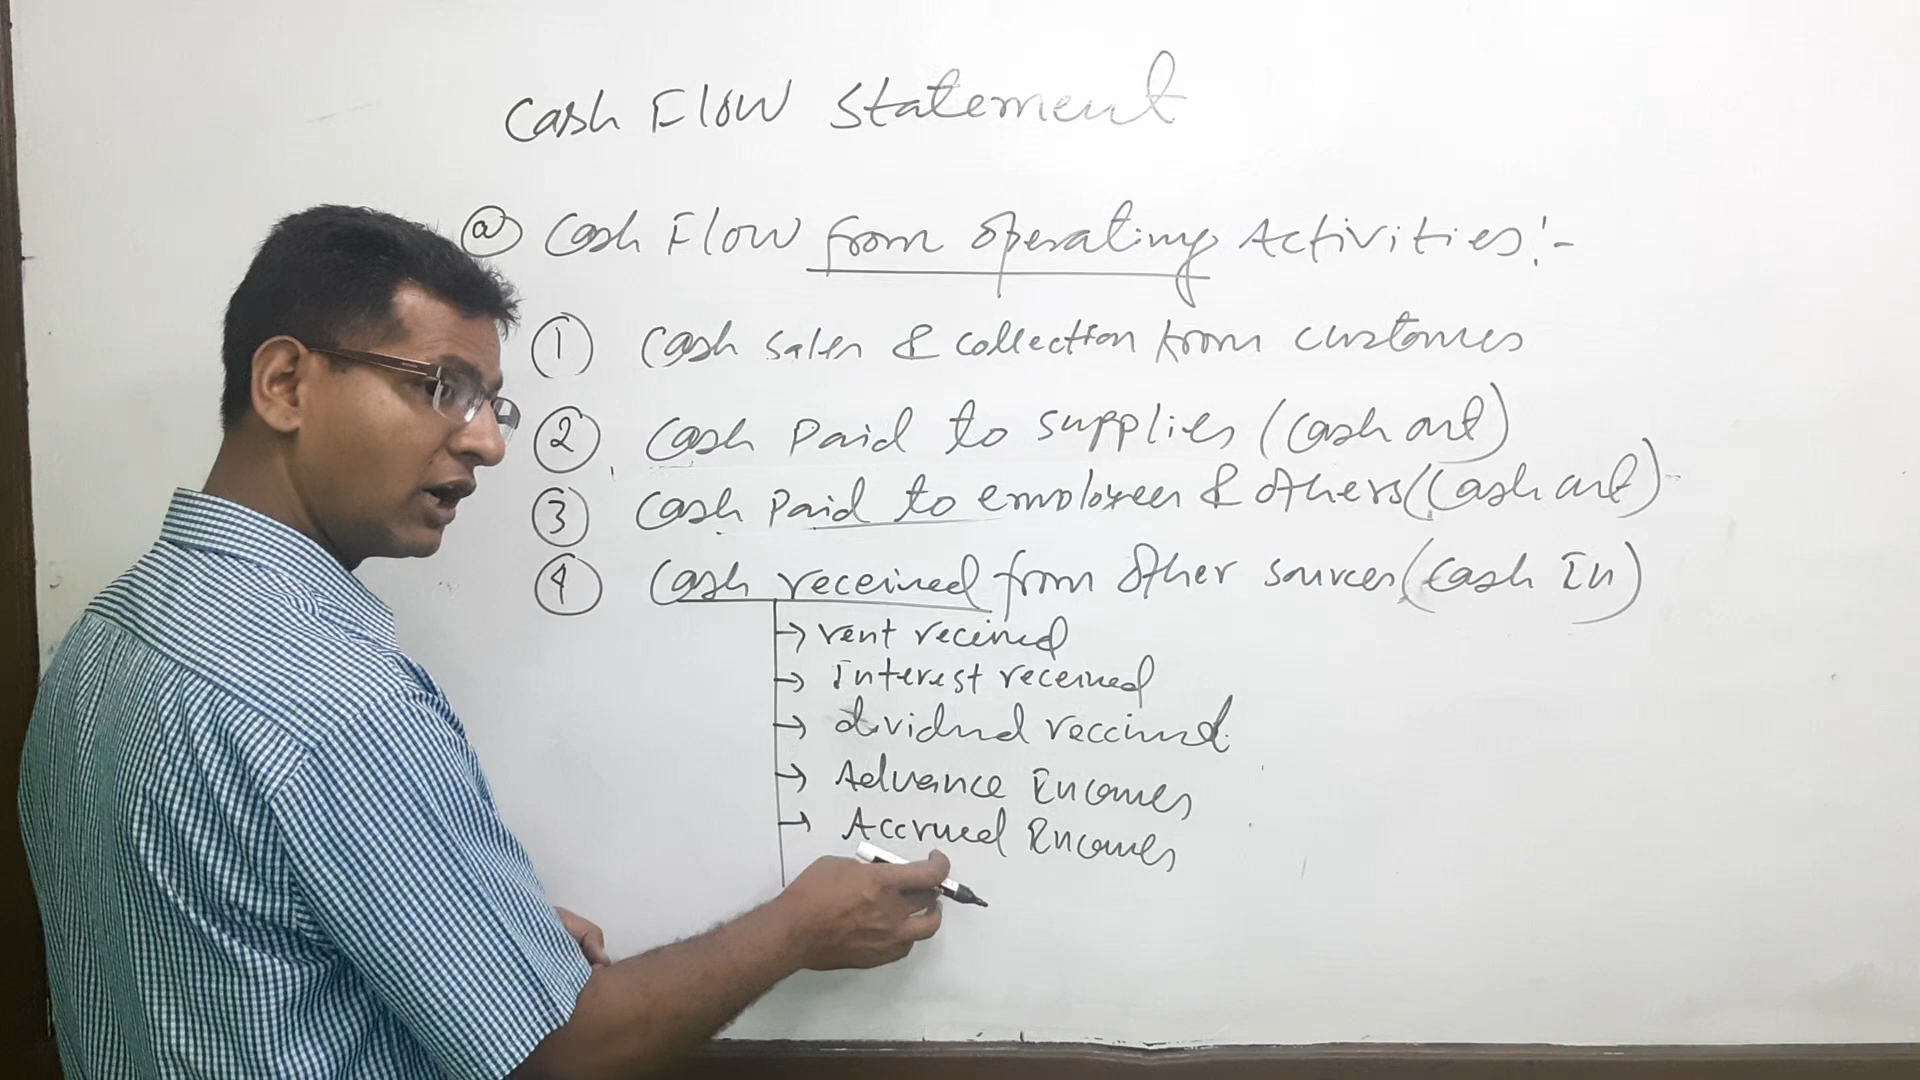 Cash Flow Statement
(a) Cash Flow from operating Activities:-
(1) Cash sales & collection from customers
(2) Cash Paid to supplies (Cash out)
(3) Cash Paid to employees & others (Cash out)
(4) Cash received from Other sources (Cash In)
→ rent received
→ Interest received
→ dividend received.
→ Advance Incomes
→ Accrued Incomes